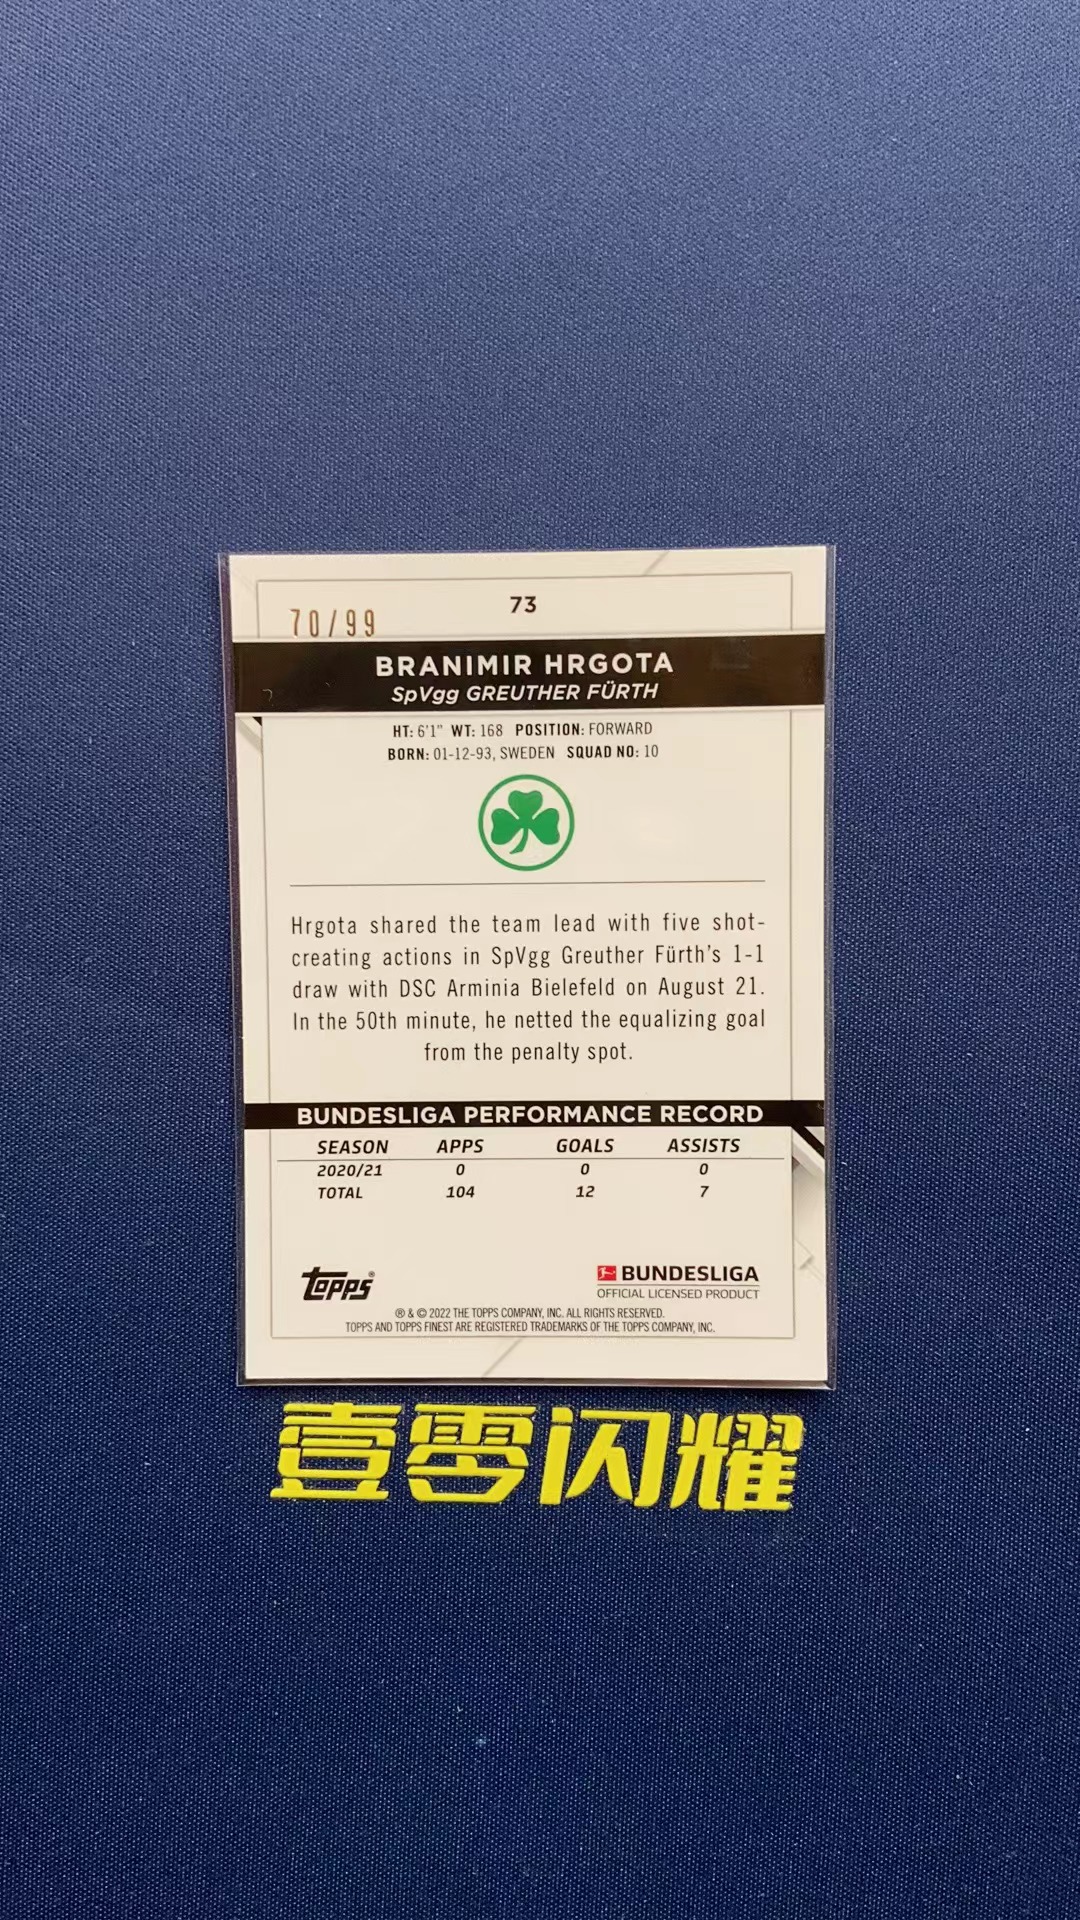 70/99
73
BRANIMIR HRGOTA
SpVgg GREUTHER FÜRTH
HT: 6'1" WT: 168 POSITION: FORWARD
BORN: 01-12-93, SWEDEN SQUAD NO: 10
Hrgota shared the team lead with five shot-
creating actions in SpVgg Greuther Fürth's 1-1
draw with DSC Arminia Bielefeld on August 21.
In the 50th minute, he netted the equalizing goal
from the penalty spot.
BUNDESLIGA PERFORMANCE RECORD
SEASON APPS GOALS ASSISTS
2020/21 0 0 0
TOTAL 104 12 7
Topps®
BUNDESLIGA
OFFICIAL LICENSED PRODUCT
® & © 2022 THE TOPPS COMPANY, INC. ALL RIGHTS RESERVED.
TOPPS AND TOPPS FINEST ARE REGISTERED TRADEMARKS OF THE TOPPS COMPANY, INC.
壹零闪耀